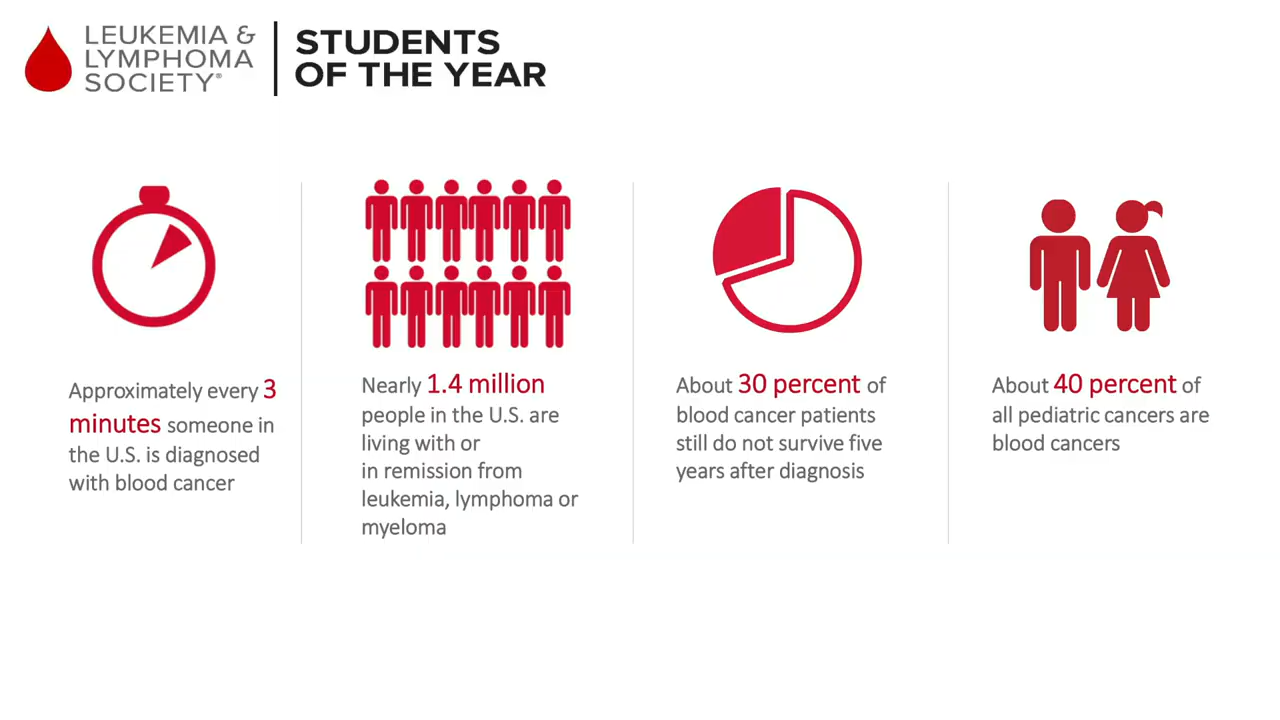 LEUKEMIA &
LYMPHOMA
SOCIETY®
STUDENTS
OF THE YEAR
Approximately every 3
minutes someone in
the U.S. is diagnosed
with blood cancer
Nearly 1.4 million
people in the U.S. are
living with or
in remission from
leukemia, lymphoma or
myeloma
About 30 percent of
blood cancer patients
still do not survive five
years after diagnosis
About 40 percent of
all pediatric cancers are
blood cancers